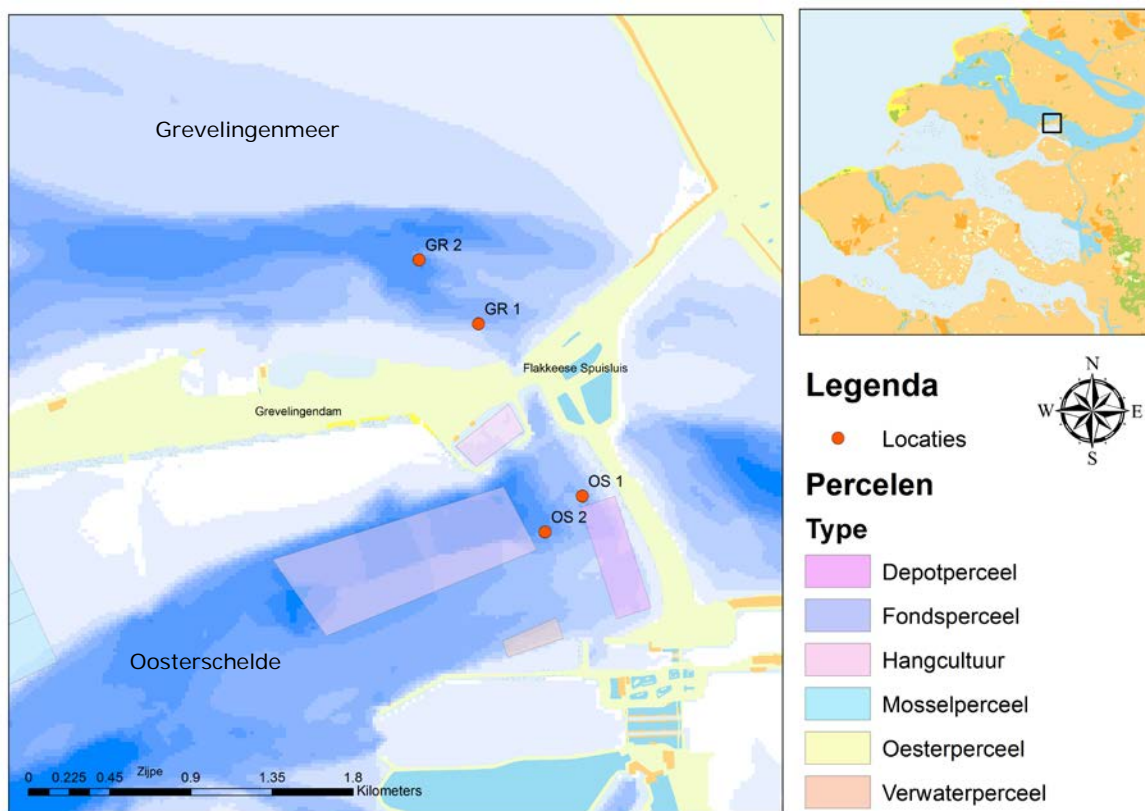 Grevelingenmeer
GR 2
GR 1
Flakkeese Spuisluis
Grevelingendam
OS 1
OS 2
Oosterschelde
Zijpe
0 0.225 0.45 0.9 1.35 1.8
Kilometers
Legenda
N
W E
S
Locaties
Percelen
Type
Depotperceel
Fondsperceel
Hangcultuur
Mosselperceel
Oesterperceel
Verwaterperceel